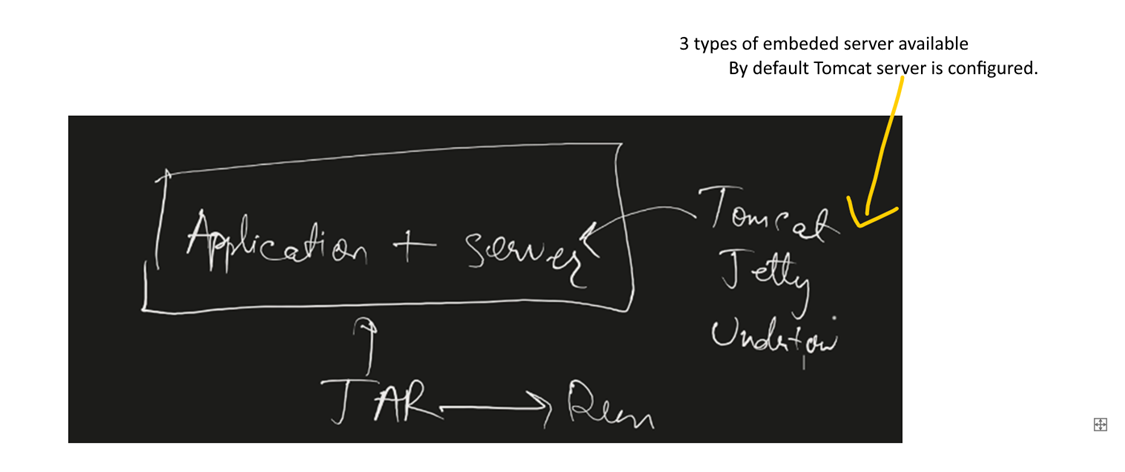 3 types of embeded server available
By default Tomcat server is configured.
Application + server
Tomcat
Jetty
Undertow
JAR
Run